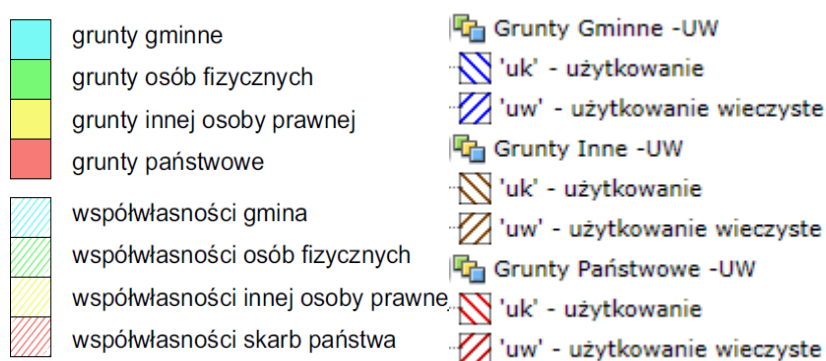 grunty gminne
grunty osób fizycznych
grunty innej osoby prawnej
grunty państwowe
współwłasności gmina
współwłasności osób fizycznych
współwłasności innej osoby prawne
współwłasności skarb państwa
Grunty Gminne -UW
'uk' - użytkowanie
'uw' - użytkowanie wieczyste
Grunty Inne -UW
'uk' - użytkowanie
'uw' - użytkowanie wieczyste
Grunty Państwowe -UW
'uk' - użytkowanie
'uw' - użytkowanie wieczyste